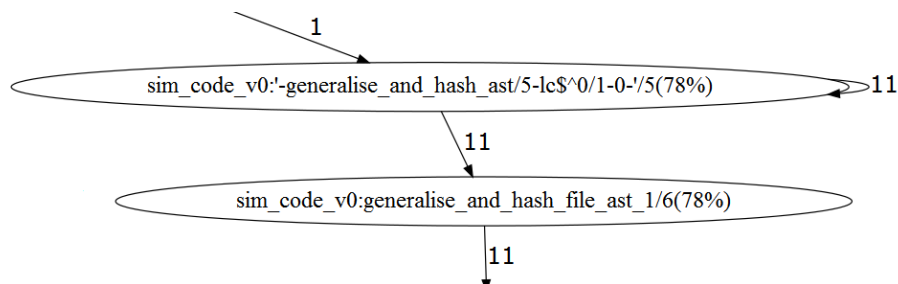 1
sim_code_v0:'-generalise_and_hash_ast/5-lc$^0/1-0-'/5(78%)
11
11
sim_code_v0:generalise_and_hash_file_ast_1/6(78%)
11